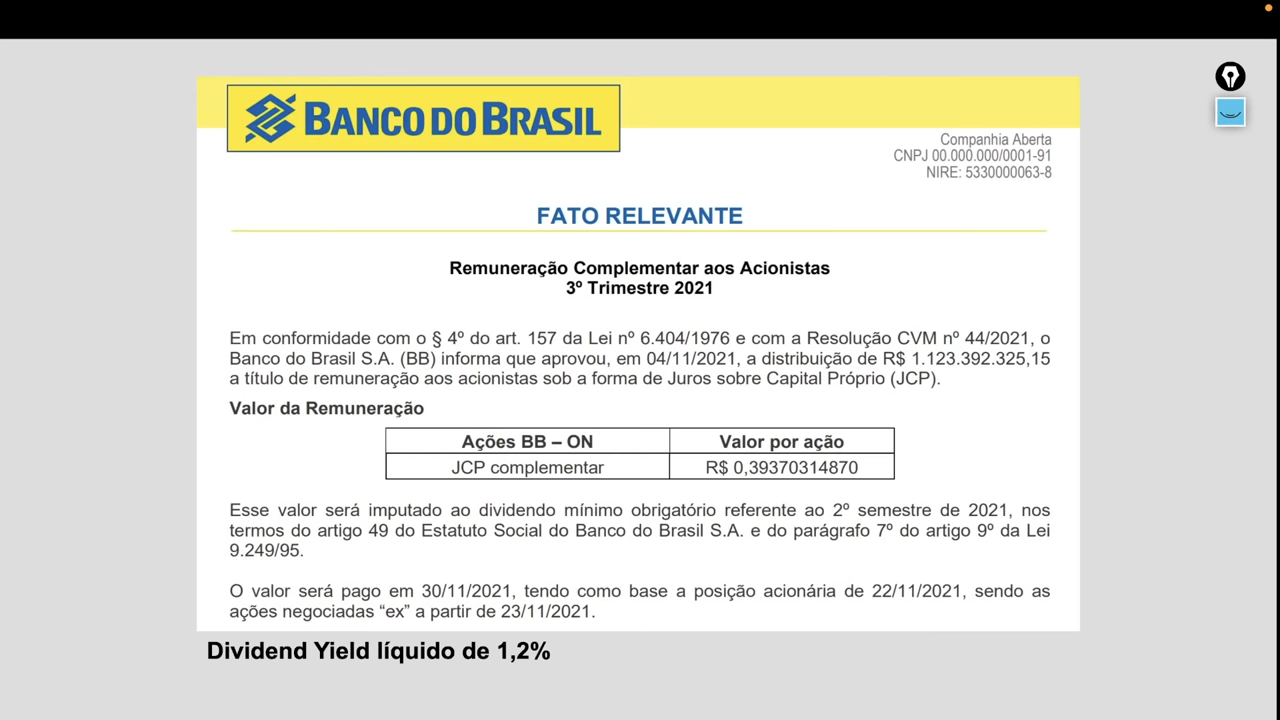 BANCO DO BRASIL
Companhia Aberta
CNPJ 00.000.000/0001-91
NIRE: 5330000063-8
FATO RELEVANTE
Remuneração Complementar aos Acionistas
3º Trimestre 2021
Em conformidade com o § 4º do art. 157 da Lei nº 6.404/1976 e com a Resolução CVM nº 44/2021, o
Banco do Brasil S.A. (BB) informa que aprovou, em 04/11/2021, a distribuição de R$ 1.123.392.325,15
a título de remuneração aos acionistas sob a forma de Juros sobre Capital Próprio (JCP).
Valor da Remuneração
Ações BB – ON Valor por ação
JCP complementar R$ 0,39370314870
Esse valor será imputado ao dividendo mínimo obrigatório referente ao 2º semestre de 2021, nos
termos do artigo 49 do Estatuto Social do Banco do Brasil S.A. e do parágrafo 7º do artigo 9º da Lei
9.249/95.
O valor será pago em 30/11/2021, tendo como base a posição acionária de 22/11/2021, sendo as
ações negociadas “ex” a partir de 23/11/2021.
Dividend Yield líquido de 1,2%